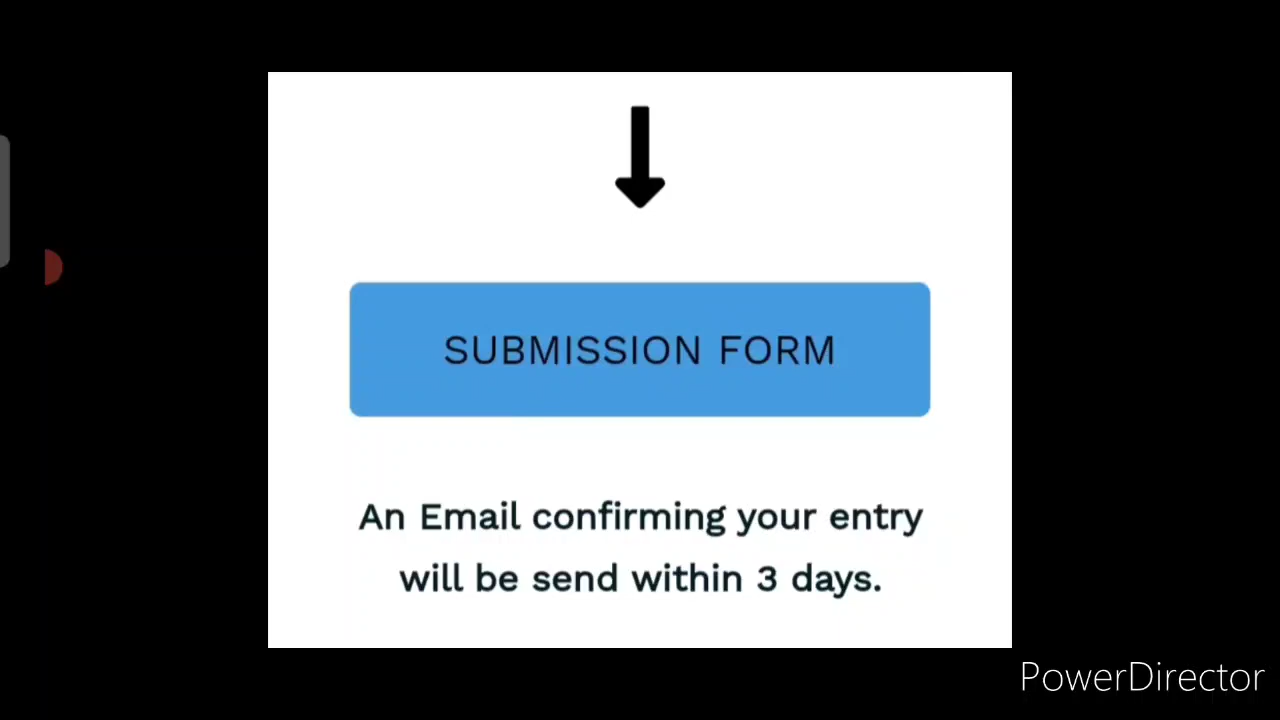 SUBMISSION FORM
An Email confirming your entry
will be send within 3 days.
PowerDirector